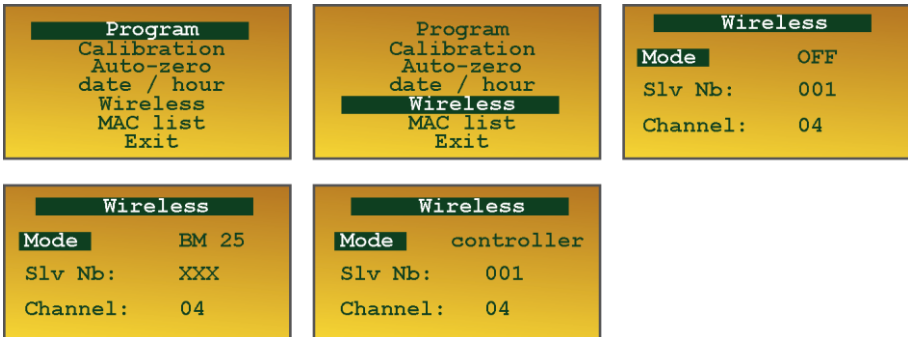 Program
Calibration
Auto-zero
date / hour
Wireless
MAC list
Exit
Program
Calibration
Auto-zero
date / hour
Wireless
MAC list
Exit
Wireless
Mode OFF
Slv Nb: 001
Channel: 04
Wireless
Mode BM 25
Slv Nb: XXX
Channel: 04
Wireless
Mode controller
Slv Nb: 001
Channel: 04